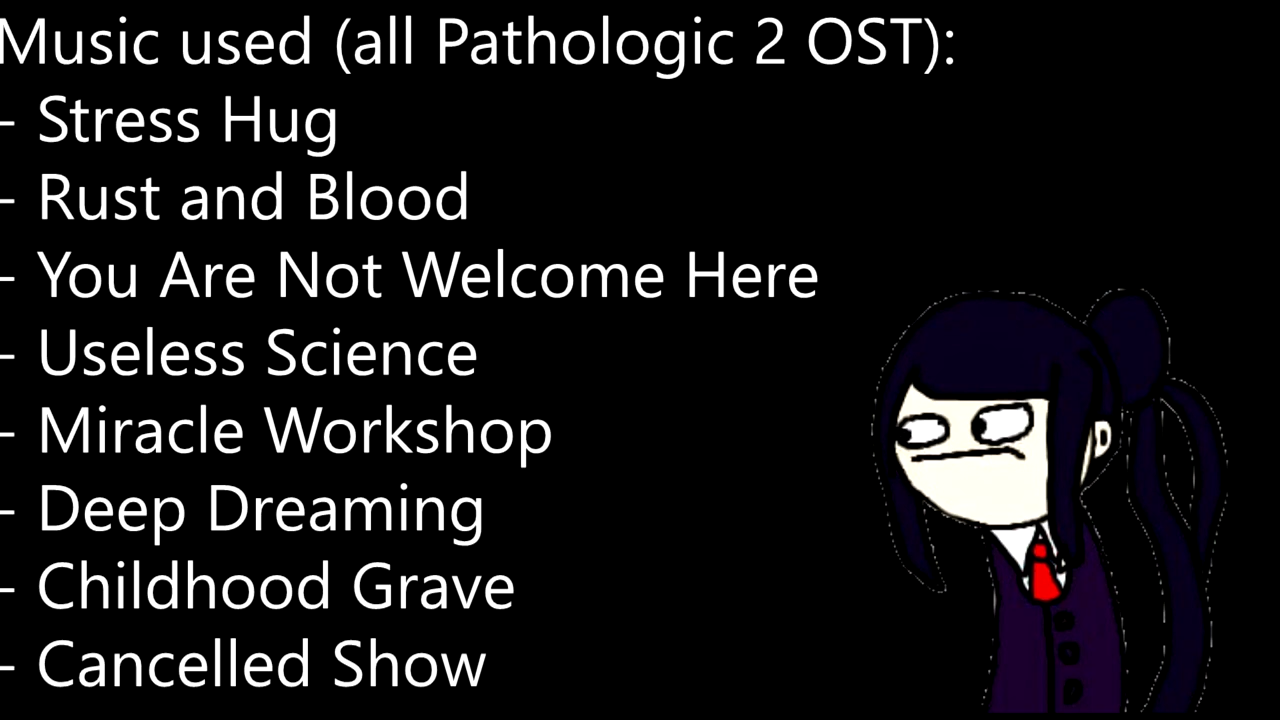 Music used (all Pathologic 2 OST):
- Stress Hug
- Rust and Blood
- You Are Not Welcome Here
- Useless Science
- Miracle Workshop
- Deep Dreaming
- Childhood Grave
- Cancelled Show